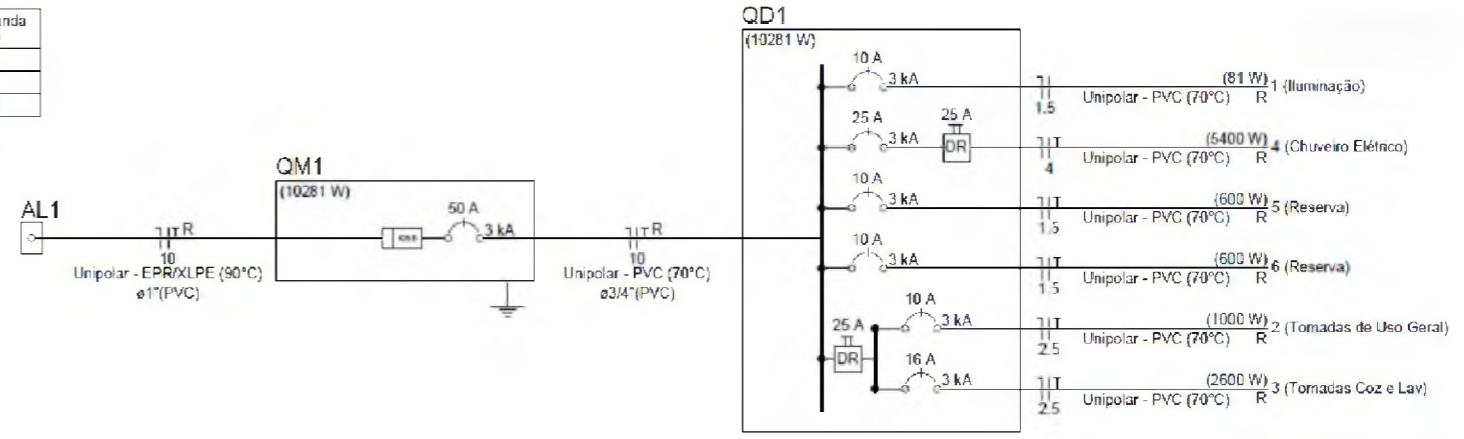 QD1
(10281 W)
10 A
3 kA
1.5
Unipolar - PVC (70°C)
(81 W)
R
1 (Iluminação)
25 A
3 kA
25 A
DR
T
4
Unipolar - PVC (70°C)
(5400 W)
R
4 (Chuveiro Elétrico)
10 A
3 kA
T
1.5
Unipolar - PVC (70°C)
(600 W)
R
5 (Reserva)
10 A
3 kA
T
1.5
Unipolar - PVC (70°C)
(600 W)
R
6 (Reserva)
25 A
DR
10 A
3 kA
T
2.5
Unipolar - PVC (70°C)
(1000 W)
R
2 (Tomadas de Uso Geral)
16 A
3 kA
T
2.5
Unipolar - PVC (70°C)
(2600 W)
R
3 (Tomadas Coz e Lav)
QM1
(10281 W)
50 A
3 kA
AL1
T R
10
Unipolar - EPR/XLPE (90°C)
ø1"(PVC)
T R
10
Unipolar - PVC (70°C)
ø3/4"(PVC)